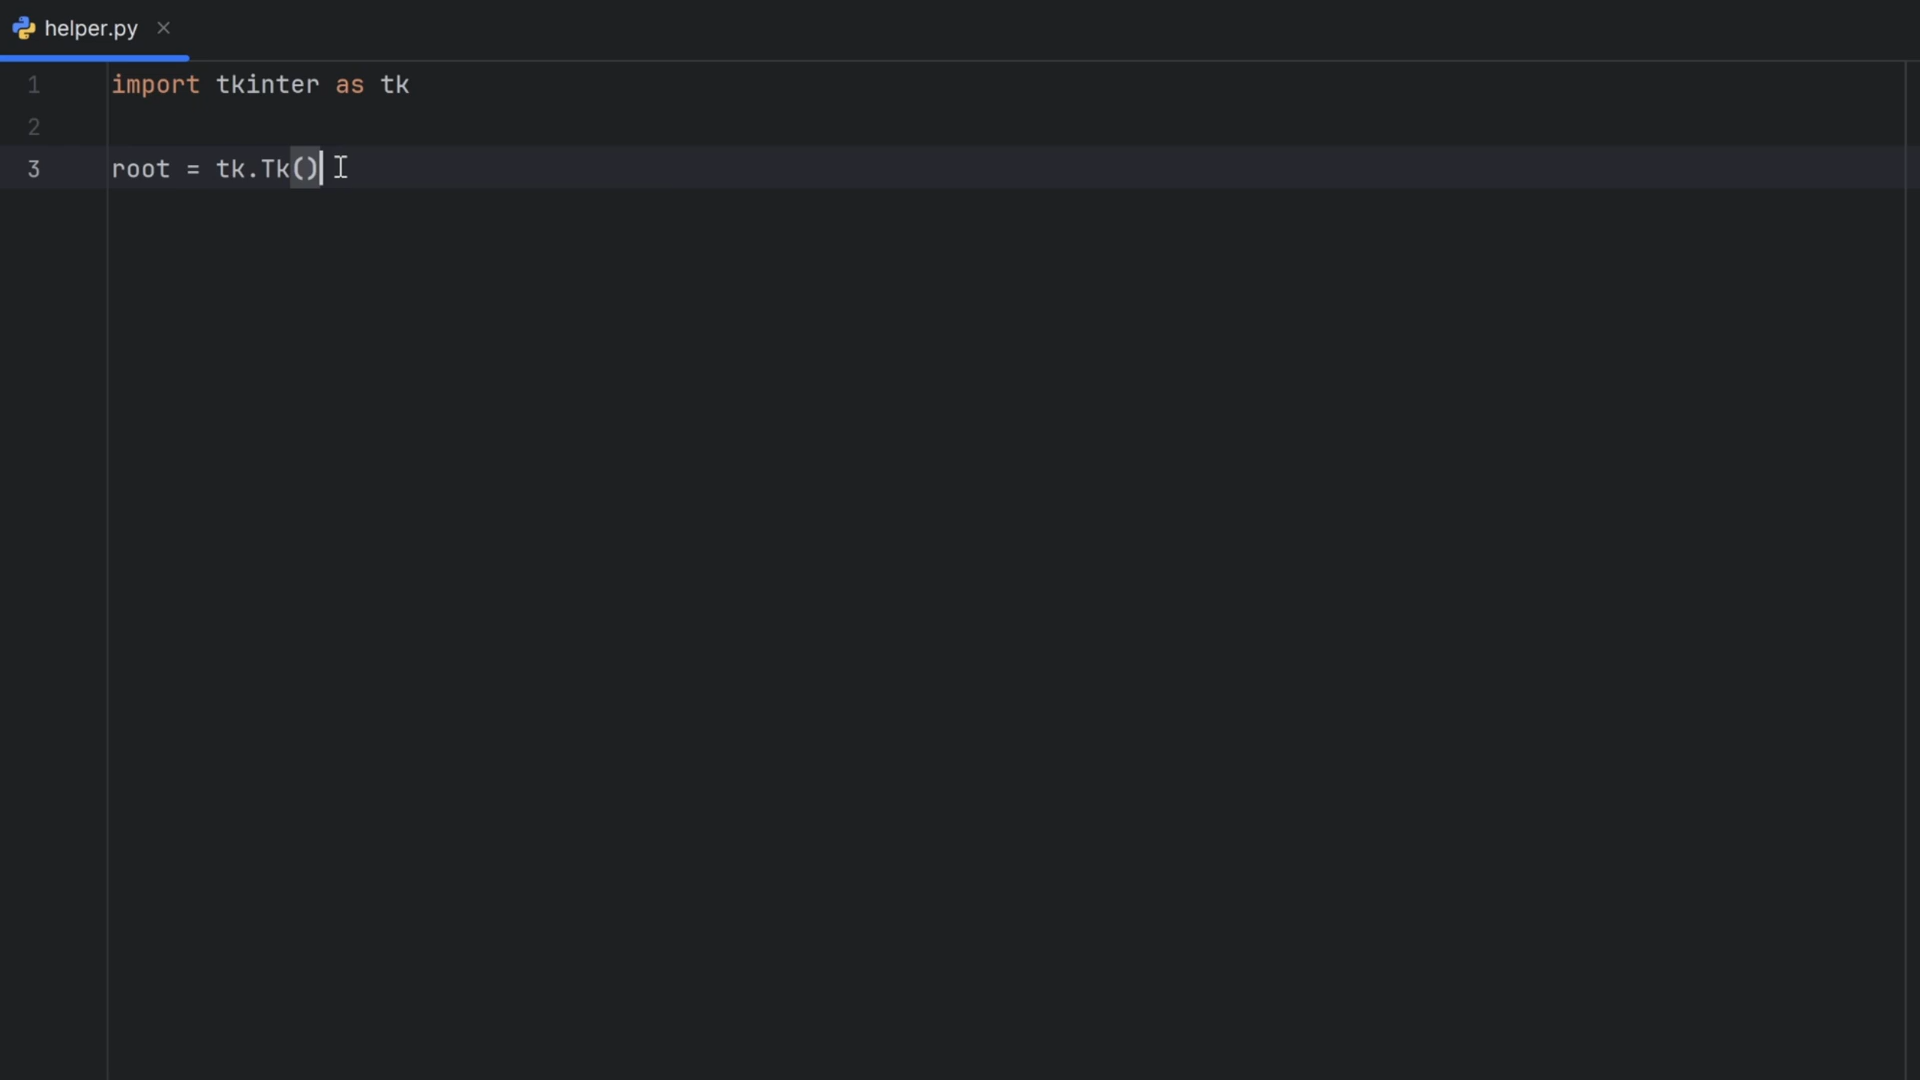 helper.py
1 import tkinter as tk
2
3 root = tk.Tk()